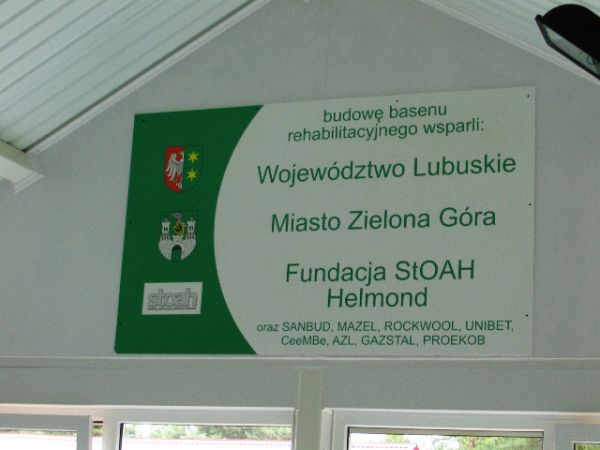 budowę basenu
rehabilitacyjnego wsparli:
Województwo Lubuskie
Miasto Zielona Góra
Fundacja StOAH
Helmond
stoah
oraz SANBUD, MAZEL, ROCKWOOL, UNIBET,
CeeMBe, AZL, GAZSTAL, PROEKOB